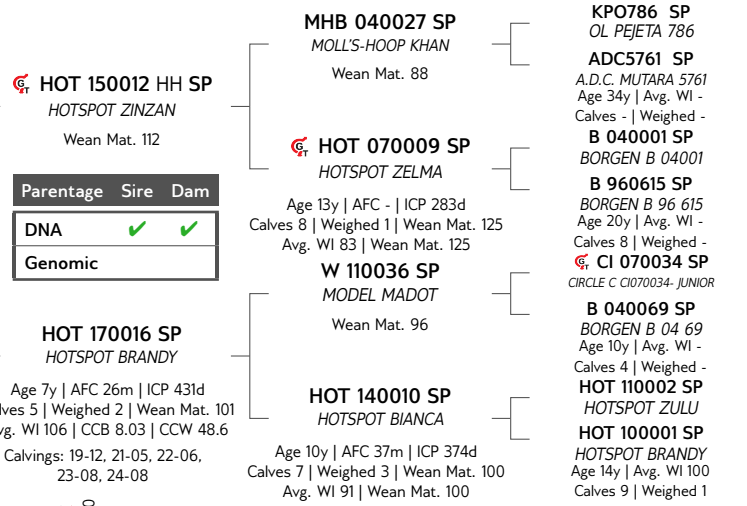 HOT 150012 HH SP
HOTSPOT ZINZAN
Wean Mat. 112
Parentage Sire Dam
DNA ✔ ✔
Genomic
HOT 170016 SP
HOTSPOT BRANDY
Age 7y | AFC 26m | ICP 431d
lves 5 | Weighed 2 | Wean Mat. 101
vg. WI 106 | CCB 8.03 | CCW 48.6
Calvings: 19-12, 21-05, 22-06,
23-08, 24-08
MHB 040027 SP
MOLL'S-HOOP KHAN
Wean Mat. 88
HOT 070009 SP
HOTSPOT ZELMA
Age 13y | AFC - | ICP 283d
Calves 8 | Weighed 1 | Wean Mat. 125
Avg. WI 83 | Wean Mat. 125
W 110036 SP
MODEL MADOT
Wean Mat. 96
HOT 140010 SP
HOTSPOT BIANCA
Age 10y | AFC 37m | ICP 374d
Calves 7 | Weighed 3 | Wean Mat. 100
Avg. WI 91 | Wean Mat. 100
KPO786 SP
OL PEJETA 786
ADC5761 SP
A.D.C. MUTARA 5761
Age 34y | Avg. WI -
Calves - | Weighed -
B 040001 SP
BORGEN B 04001
B 960615 SP
BORGEN B 96 615
Age 20y | Avg. WI -
Calves 8 | Weighed -
CI 070034 SP
CIRCLE C CI070034- JUNIOR
B 040069 SP
BORGEN B 04 69
Age 10y | Avg. WI -
Calves 4 | Weighed -
HOT 110002 SP
HOTSPOT ZULU
HOT 100001 SP
HOTSPOT BRANDY
Age 14y | Avg. WI 100
Calves 9 | Weighed 1